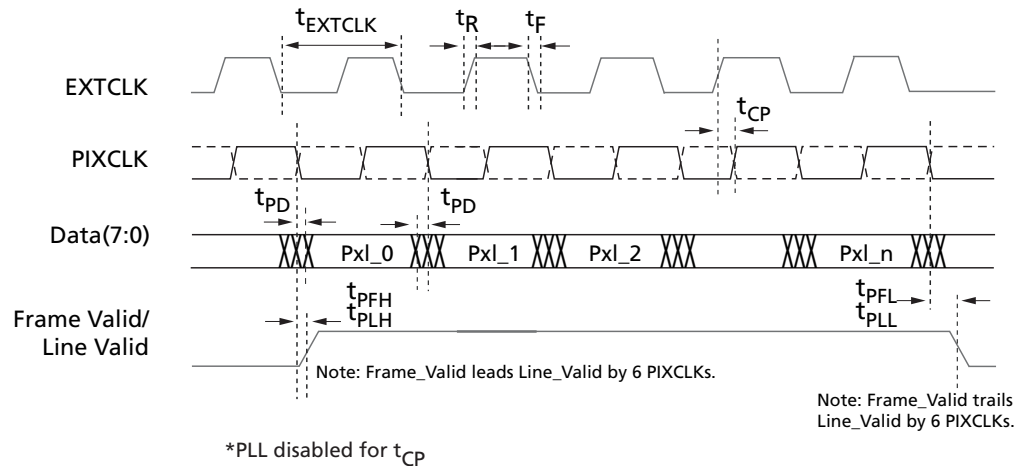 tEXTCLK
tR
tF
EXTCLK
tCP
PIXCLK
tPD
tPD
Data(7:0)
Pxl_0
Pxl_1
Pxl_2
Pxl_n
tPFH
tPLH
tPFL
tPLL
Frame Valid/
Line Valid
Note: Frame_Valid leads Line_Valid by 6 PIXCLKs.
Note: Frame_Valid trails
Line_Valid by 6 PIXCLKs.
*PLL disabled for tCP